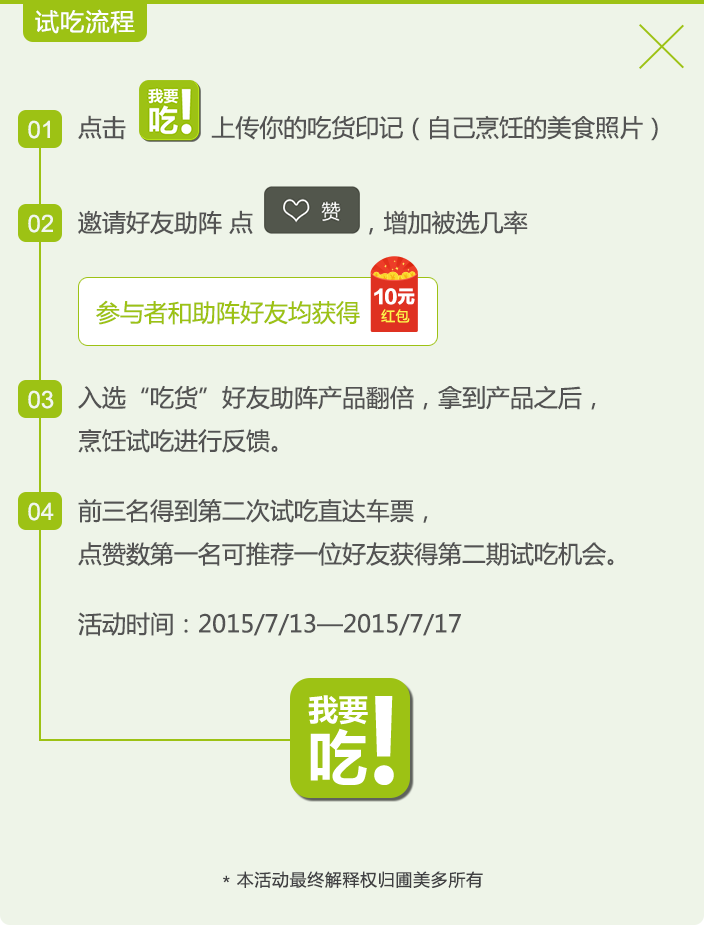 试吃流程
01 点击 我要吃! 上传你的吃货印记（自己烹饪的美食照片）
02 邀请好友助阵 点 赞，增加被选几率
参与者和助阵好友均获得 10元红包
03 入选“吃货”好友助阵产品翻倍，拿到产品之后，
烹饪试吃进行反馈。
04 前三名得到第二次试吃直达车票，
点赞数第一名可推荐一位好友获得第二期试吃机会。
活动时间：2015/7/13—2015/7/17
我要
吃!
* 本活动最终解释权归圃美多所有